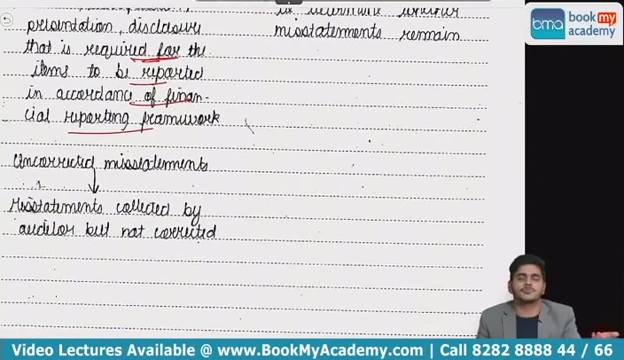 presentation, disclosures
that is required for the
items to be reported
in accordance of finan-
cial reporting framework
misstatements remain
Uncorrected misstatements
misstatements collected by
auditor but not corrected
bma
book my
academy
Video Lectures Available @ www.BookMyAcademy.com | Call 8282 8888 44 / 66